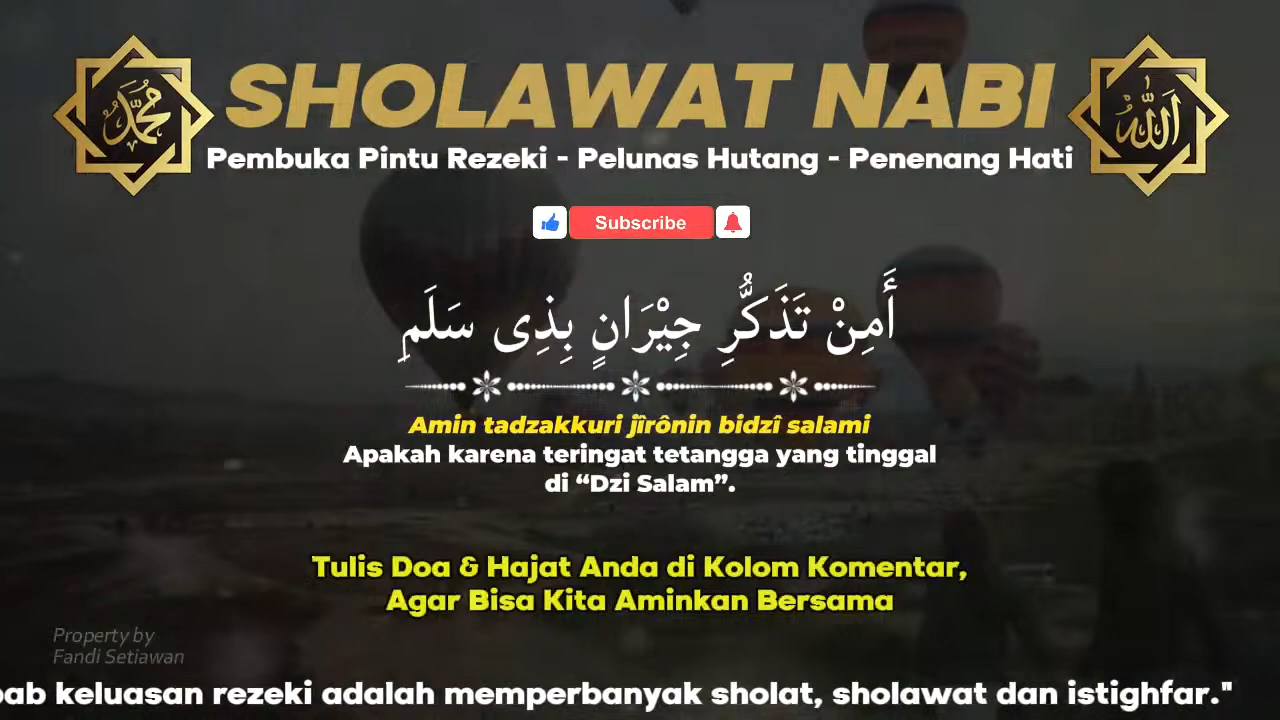 محمد
SHOLAWAT NABI
الله
Pembuka Pintu Rezeki - Pelunas Hutang - Penenang Hati
Subscribe
أَمِنْ تَذَكُّرِ جِيْرَانٍ بِذِى سَلَمِ
Amin tadzakkuri jîrônin bidzî salami
Apakah karena teringat tetangga yang tinggal
di “Dzi Salam”.
Tulis Doa & Hajat Anda di Kolom Komentar,
Agar Bisa Kita Aminkan Bersama
Property by
Fandi Setiawan
keluasan rezeki adalah memperbanyak sholat, sholawat dan istighfar."